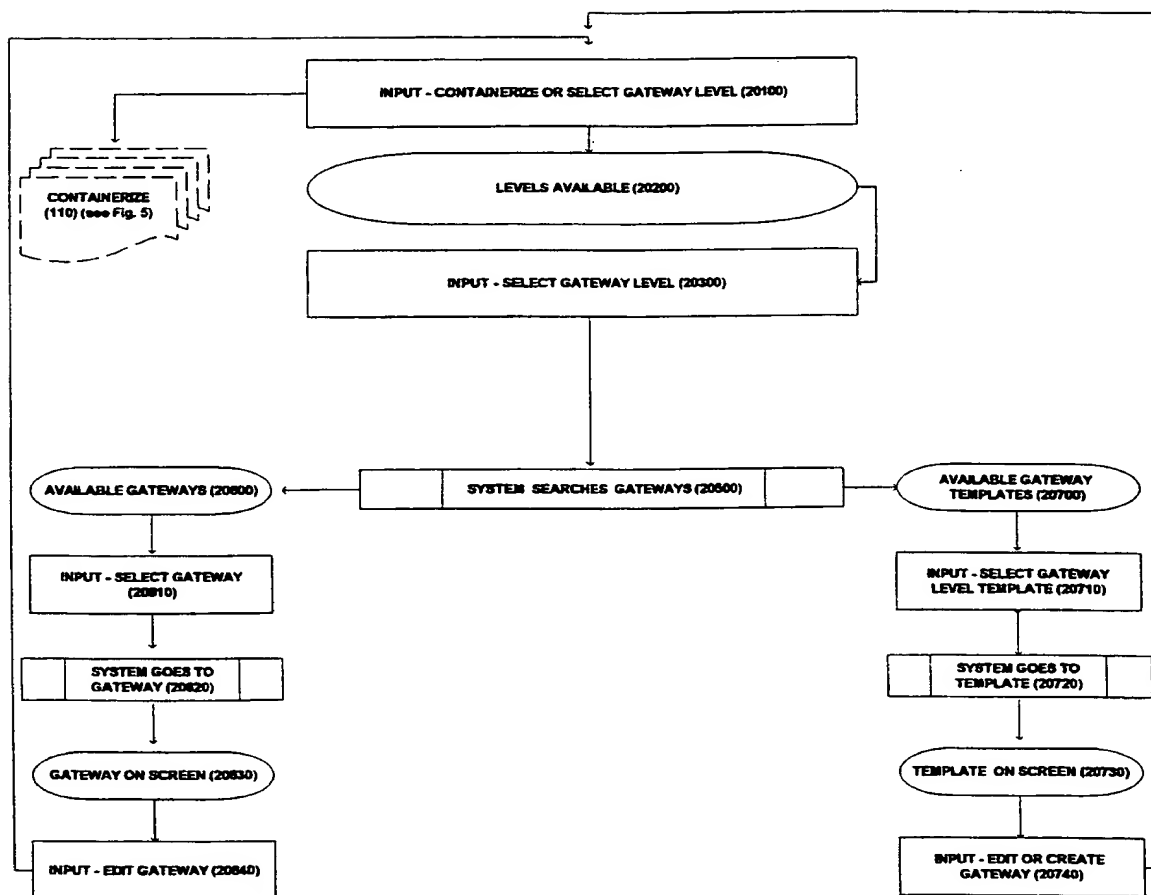 INPUT - CONTAINERIZE OR SELECT GATEWAY LEVEL (20100)
CONTAINERIZE
(110) (see Fig. 5)
LEVELS AVAILABLE (20200)
INPUT - SELECT GATEWAY LEVEL (20300)
AVAILABLE GATEWAYS (20600)
SYSTEM SEARCHES GATEWAYS (20500)
AVAILABLE GATEWAY
TEMPLATES (20700)
INPUT - SELECT GATEWAY
(20610)
INPUT - SELECT GATEWAY
LEVEL TEMPLATE (20710)
SYSTEM GOES TO
GATEWAY (20620)
SYSTEM GOES TO
TEMPLATE (20720)
GATEWAY ON SCREEN (20630)
TEMPLATE ON SCREEN (20730)
INPUT - EDIT GATEWAY (20640)
INPUT - EDIT OR CREATE
GATEWAY (20740)